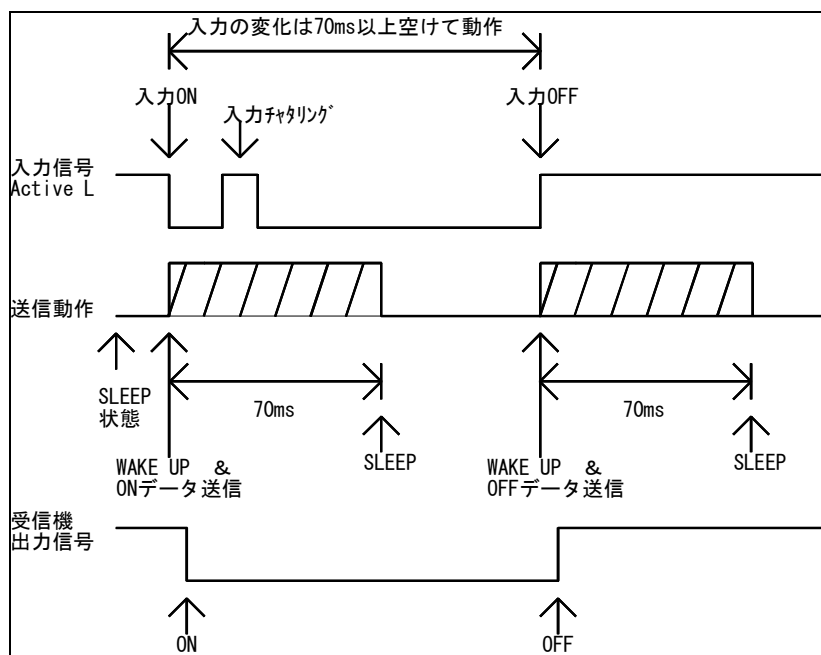 入力の変化は70ms以上空けて動作
入力ON
入力OFF
入力ﾁｬﾀﾘﾝｸﾞ
入力信号
Active L
送信動作
SLEEP
状態
70ms
70ms
WAKE UP &
ONデータ送信
SLEEP
WAKE UP &
OFFデータ送信
SLEEP
受信機
出力信号
ON
OFF